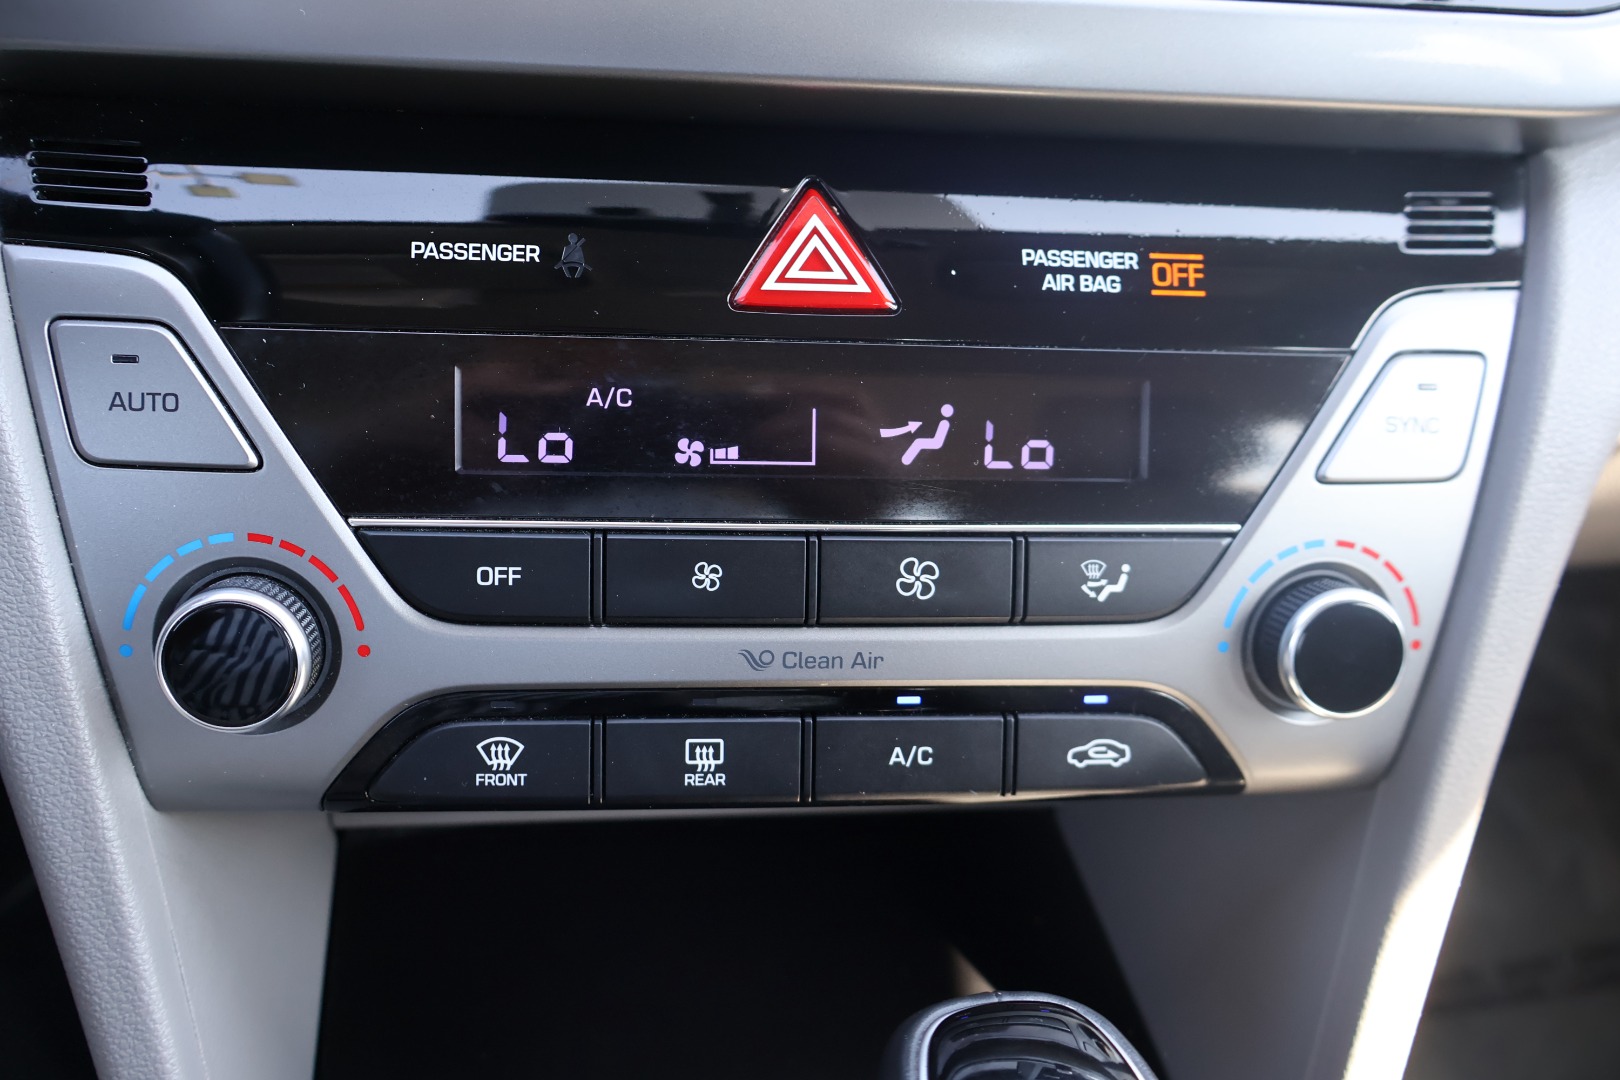 PASSENGER
PASSENGER
AIR BAG
OFF
AUTO
A/C
Lo
Lo
SYNC
OFF
Clean Air
FRONT
REAR
A/C